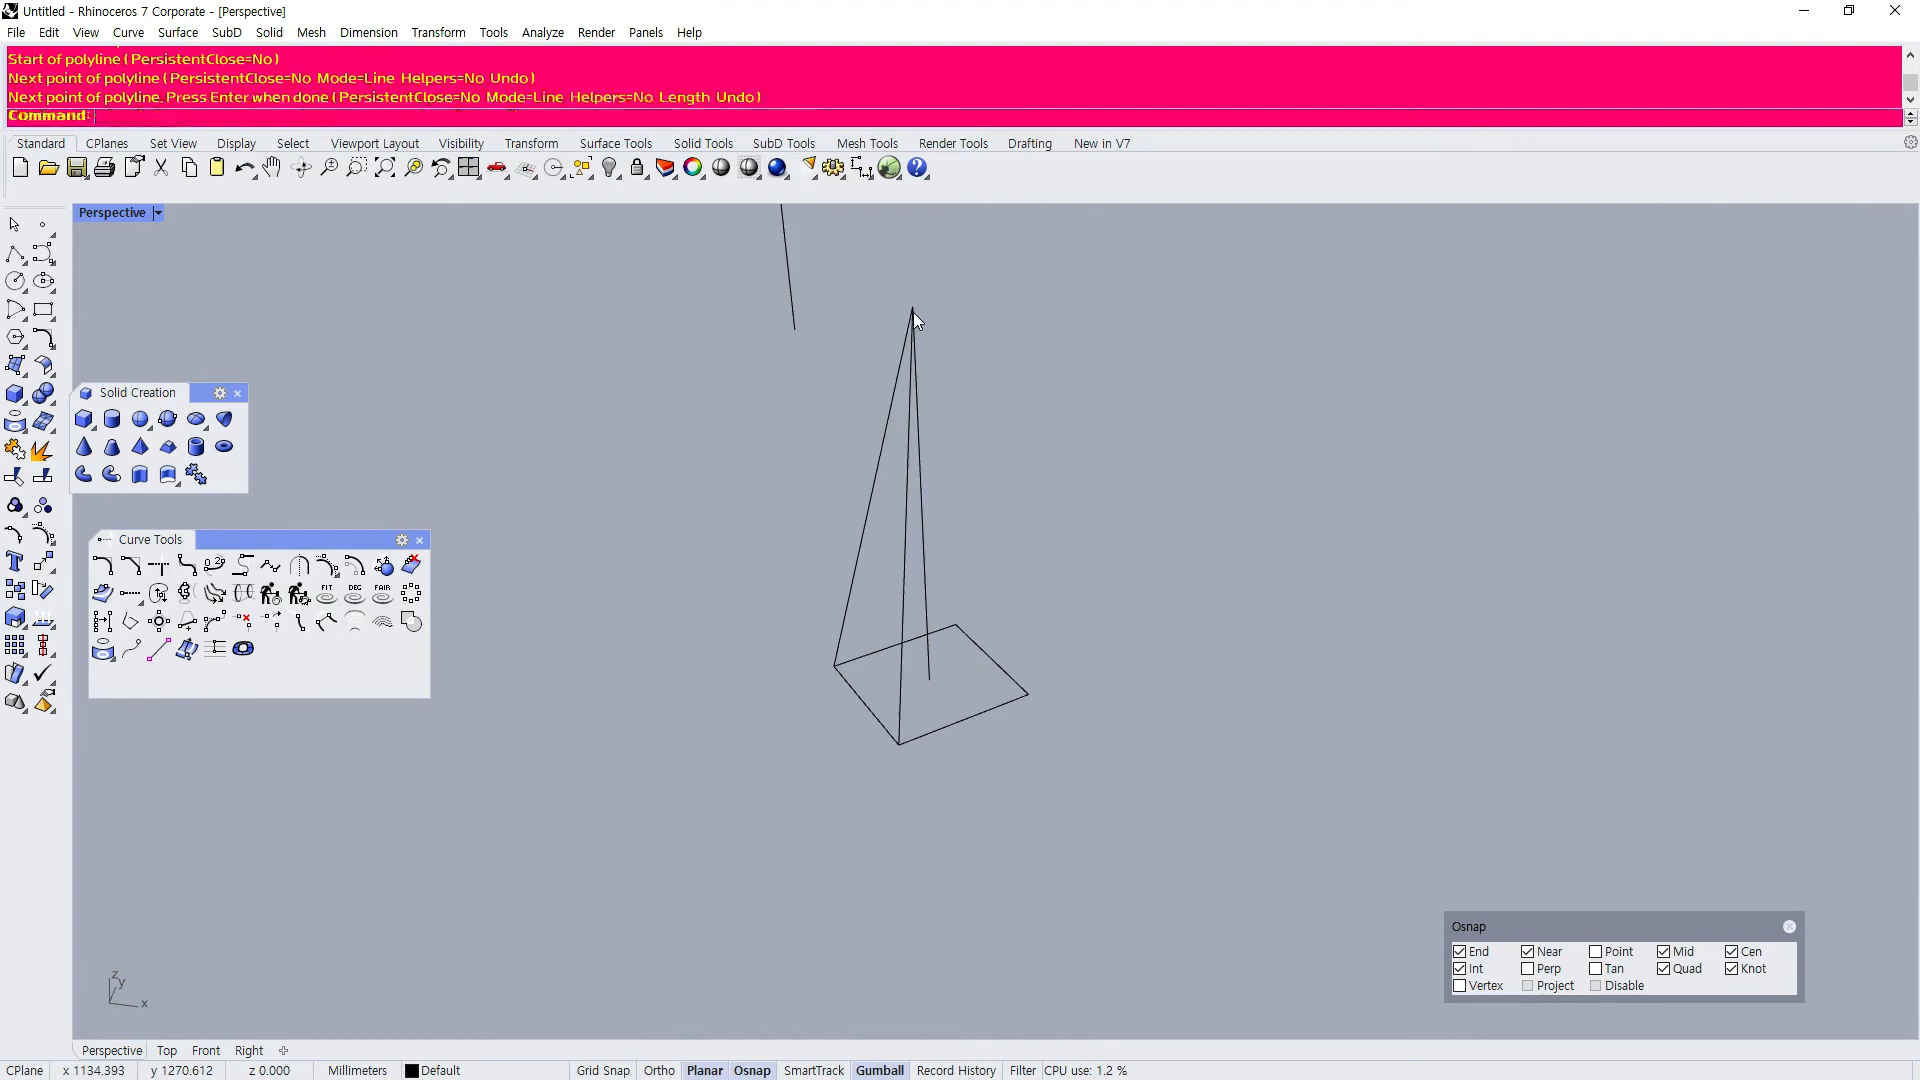 Untitled - Rhinoceros 7 Corporate - [Perspective]
File Edit View Curve Surface SubD Solid Mesh Dimension Transform Tools Analyze Render Panels Help
Start of polyline ( PersistentClose=No )
Next point of polyline ( PersistentClose=No Mode=Line Helpers=No Undo )
Next point of polyline. Press Enter when done ( PersistentClose=No Mode=Line Helpers=No Length Undo )
Command:
Standard CPlanes Set View Display Select Viewport Layout Visibility Transform Surface Tools Solid Tools SubD Tools Mesh Tools Render Tools Drafting New in V7
Perspective
Solid Creation
Curve Tools
FIT DEG FAIR
Osnap
End Near Point Mid Cen
Int Perp Tan Quad Knot
Vertex Project Disable
z
y
x
Perspective Top Front Right
CPlane x 1134.393 y 1270.612 z 0.000 Millimeters Default Grid Snap Ortho Planar Osnap SmartTrack Gumball Record History Filter CPU use: 1.2 %